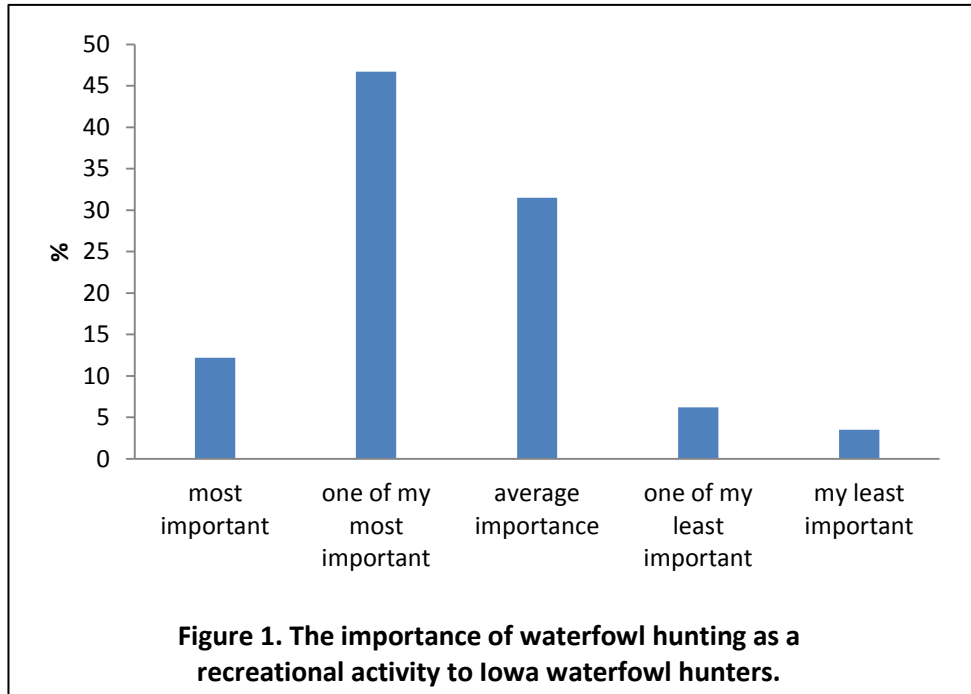 50
45
40
35
30
25
20
15
10
5
0
%
most
important
one of my
most
important
average
importance
one of my
least
important
my least
important
Figure 1. The importance of waterfowl hunting as a
recreational activity to Iowa waterfowl hunters.